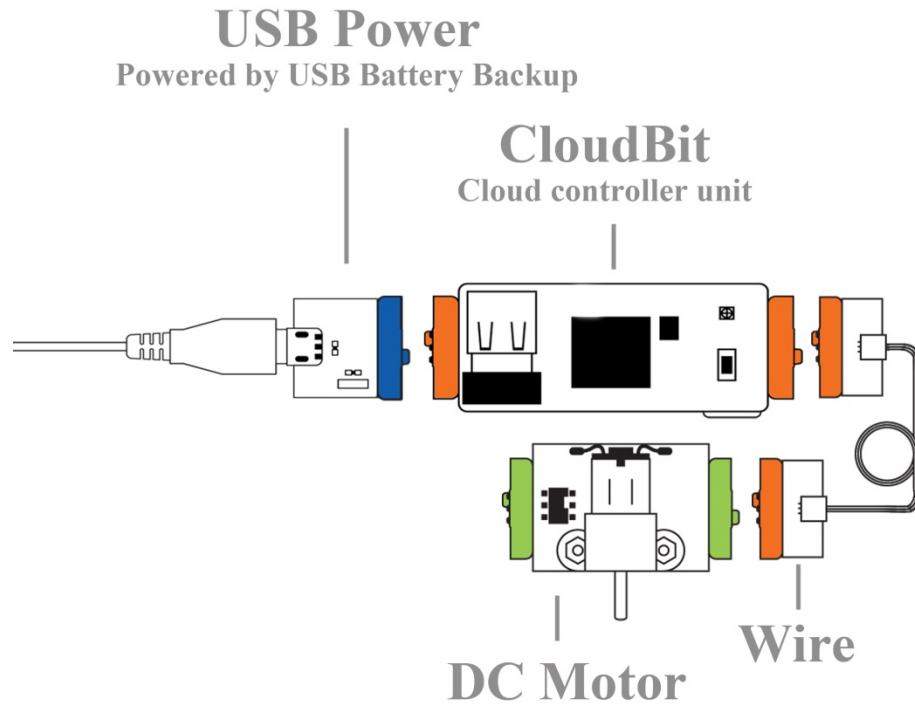 USB Power
Powered by USB Battery Backup
CloudBit
Cloud controller unit
Wire
DC Motor